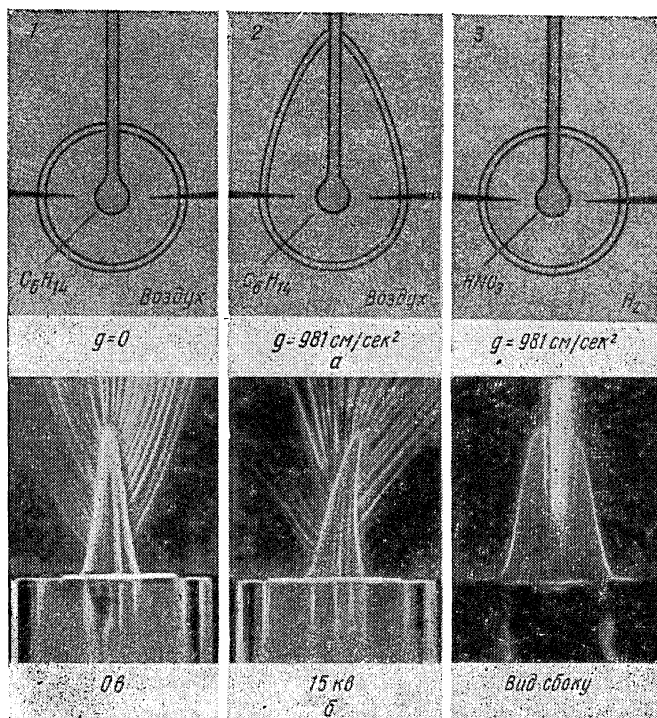 1 2 3
C₆H₁₄ Воздух C₆H₁₄ Воздух HNO₃ H₂
g=0 g=981 см/сек² g=981 см/сек²
а
0 в 15 кв Вид сбоку
б